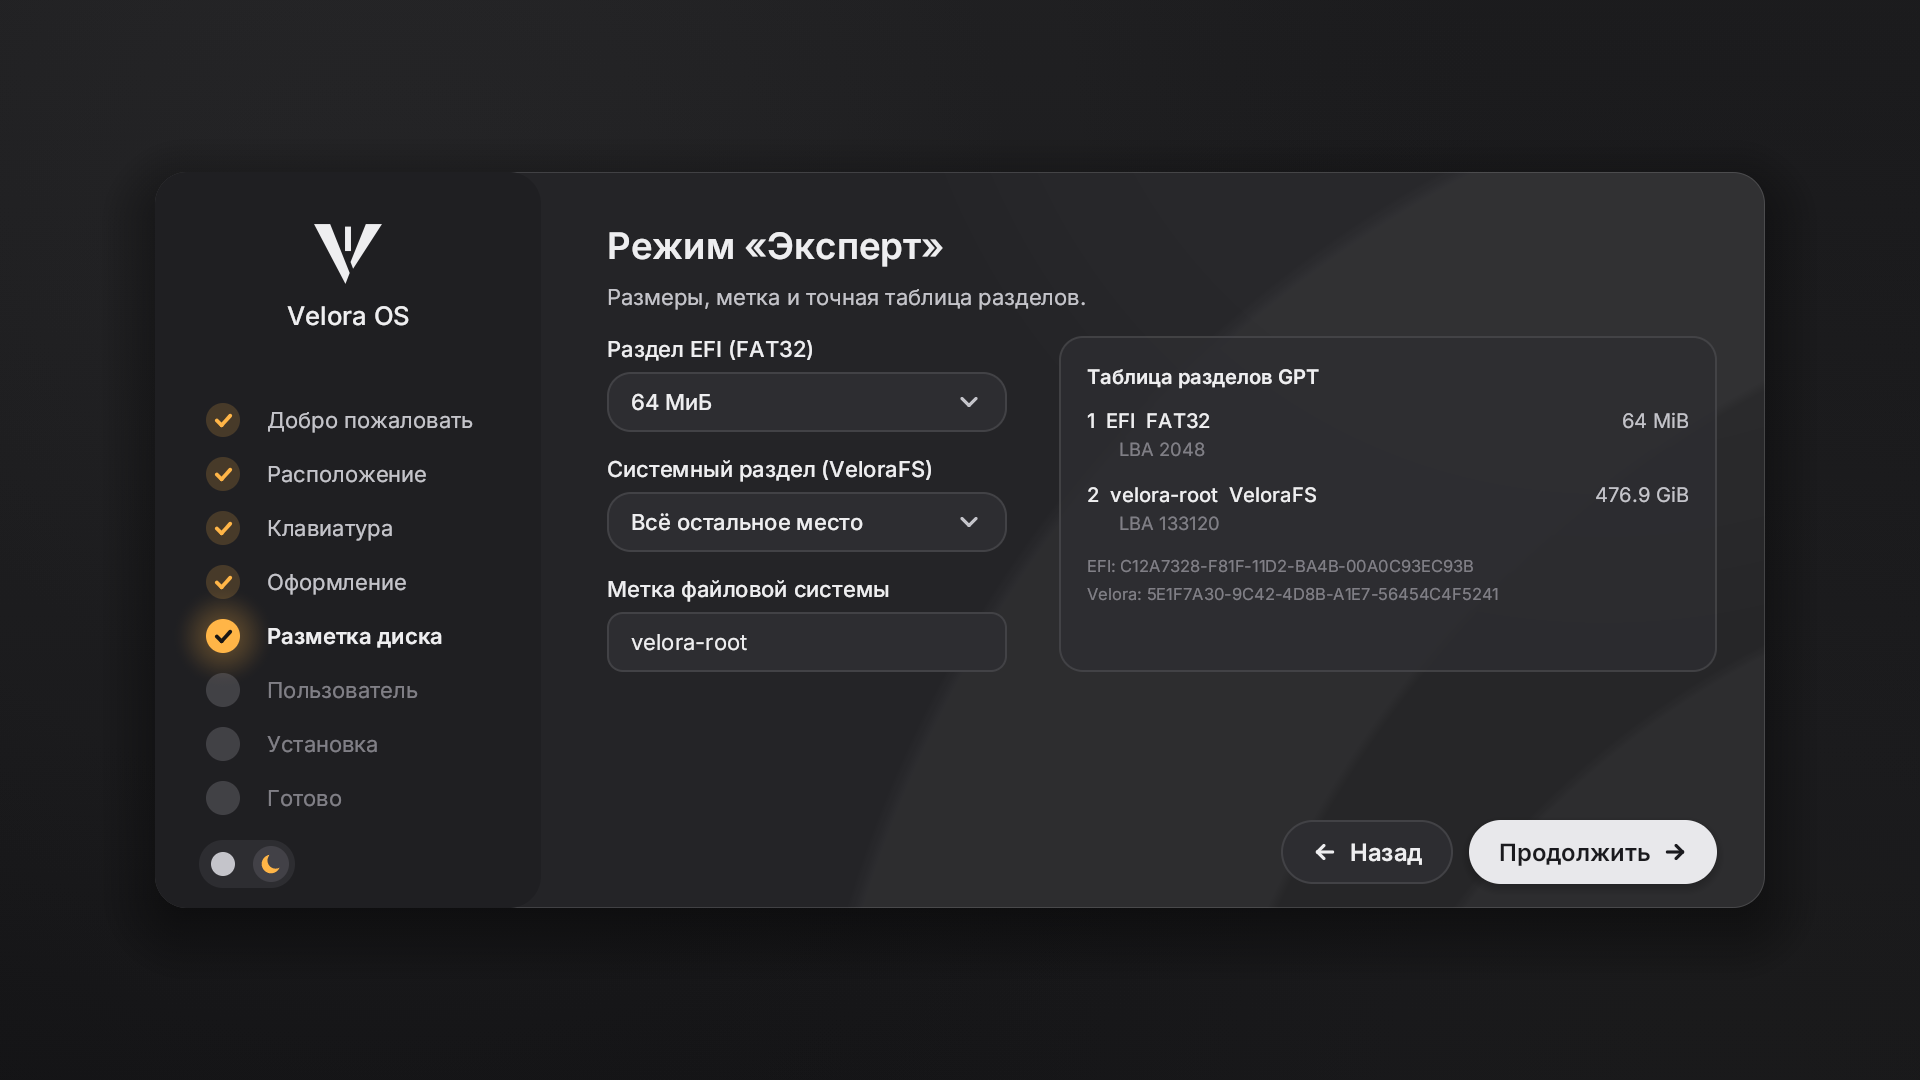 Velora OS
Добро пожаловать
Расположение
Клавиатура
Оформление
Разметка диска
Пользователь
Установка
Готово
Режим «Эксперт»
Размеры, метка и точная таблица разделов.
Раздел EFI (FAT32)
64 МиБ
Системный раздел (VeloraFS)
Всё остальное место
Метка файловой системы
velora-root
Таблица разделов GPT
1 EFI FAT32 64 MiB
LBA 2048
2 velora-root VeloraFS 476.9 GiB
LBA 133120
EFI: C12A7328-F81F-11D2-BA4B-00A0C93EC93B
Velora: 5E1F7A30-9C42-4D8B-A1E7-56454C4F5241
Назад
Продолжить